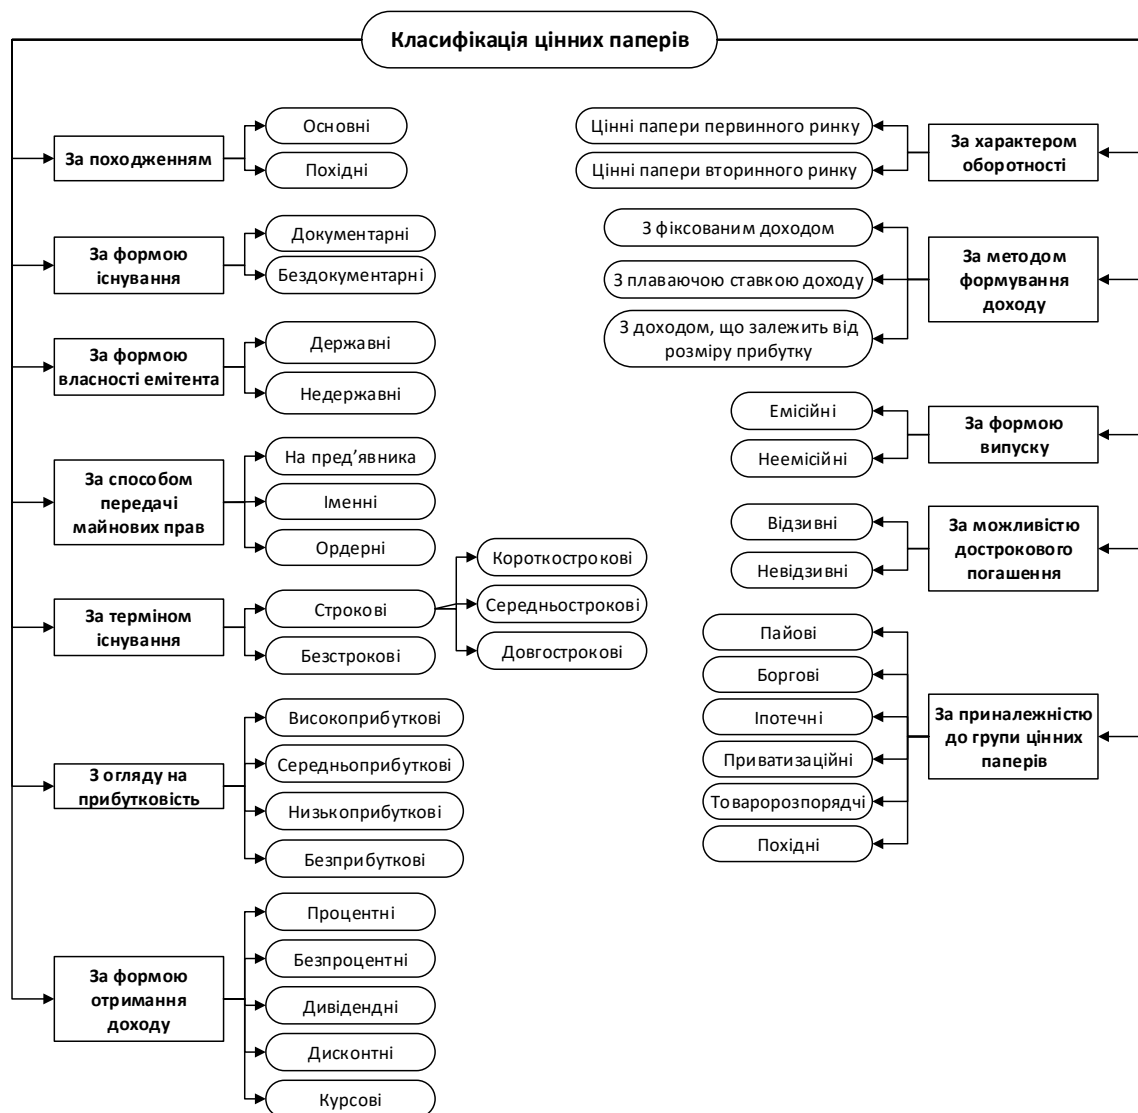 Класифікація цінних паперів
За походженням
Основні
Похідні
За формою
існування
Документарні
Бездокументарні
За формою
власності емітента
Державні
Недержавні
За способом
передачі
майнових прав
На пред’явника
Іменні
Ордерні
За терміном
існування
Строкові
Безстрокові
Короткострокові
Середньострокові
Довгострокові
З огляду на
прибутковість
Високоприбуткові
Середньоприбуткові
Низькоприбуткові
Безприбуткові
За формою
отримання
доходу
Процентні
Безпроцентні
Дивідендні
Дисконтні
Курсові
За характером
оборотності
Цінні папери первинного ринку
Цінні папери вторинного ринку
За методом
формування
доходу
З фіксованим доходом
З плаваючою ставкою доходу
З доходом, що залежить від
розміру прибутку
За формою
випуску
Емісійні
Неемісійні
За можливістю
дострокового
погашення
Відзивні
Невідзивні
За приналежністю
до групи цінних
паперів
Пайові
Боргові
Іпотечні
Приватизаційні
Товаророзпорядчі
Похідні